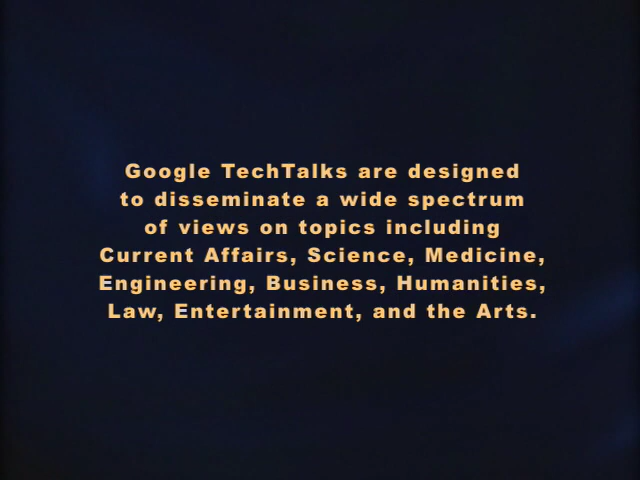 Google TechTalks are designed
to disseminate a wide spectrum
of views on topics including
Current Affairs, Science, Medicine,
Engineering, Business, Humanities,
Law, Entertainment, and the Arts.